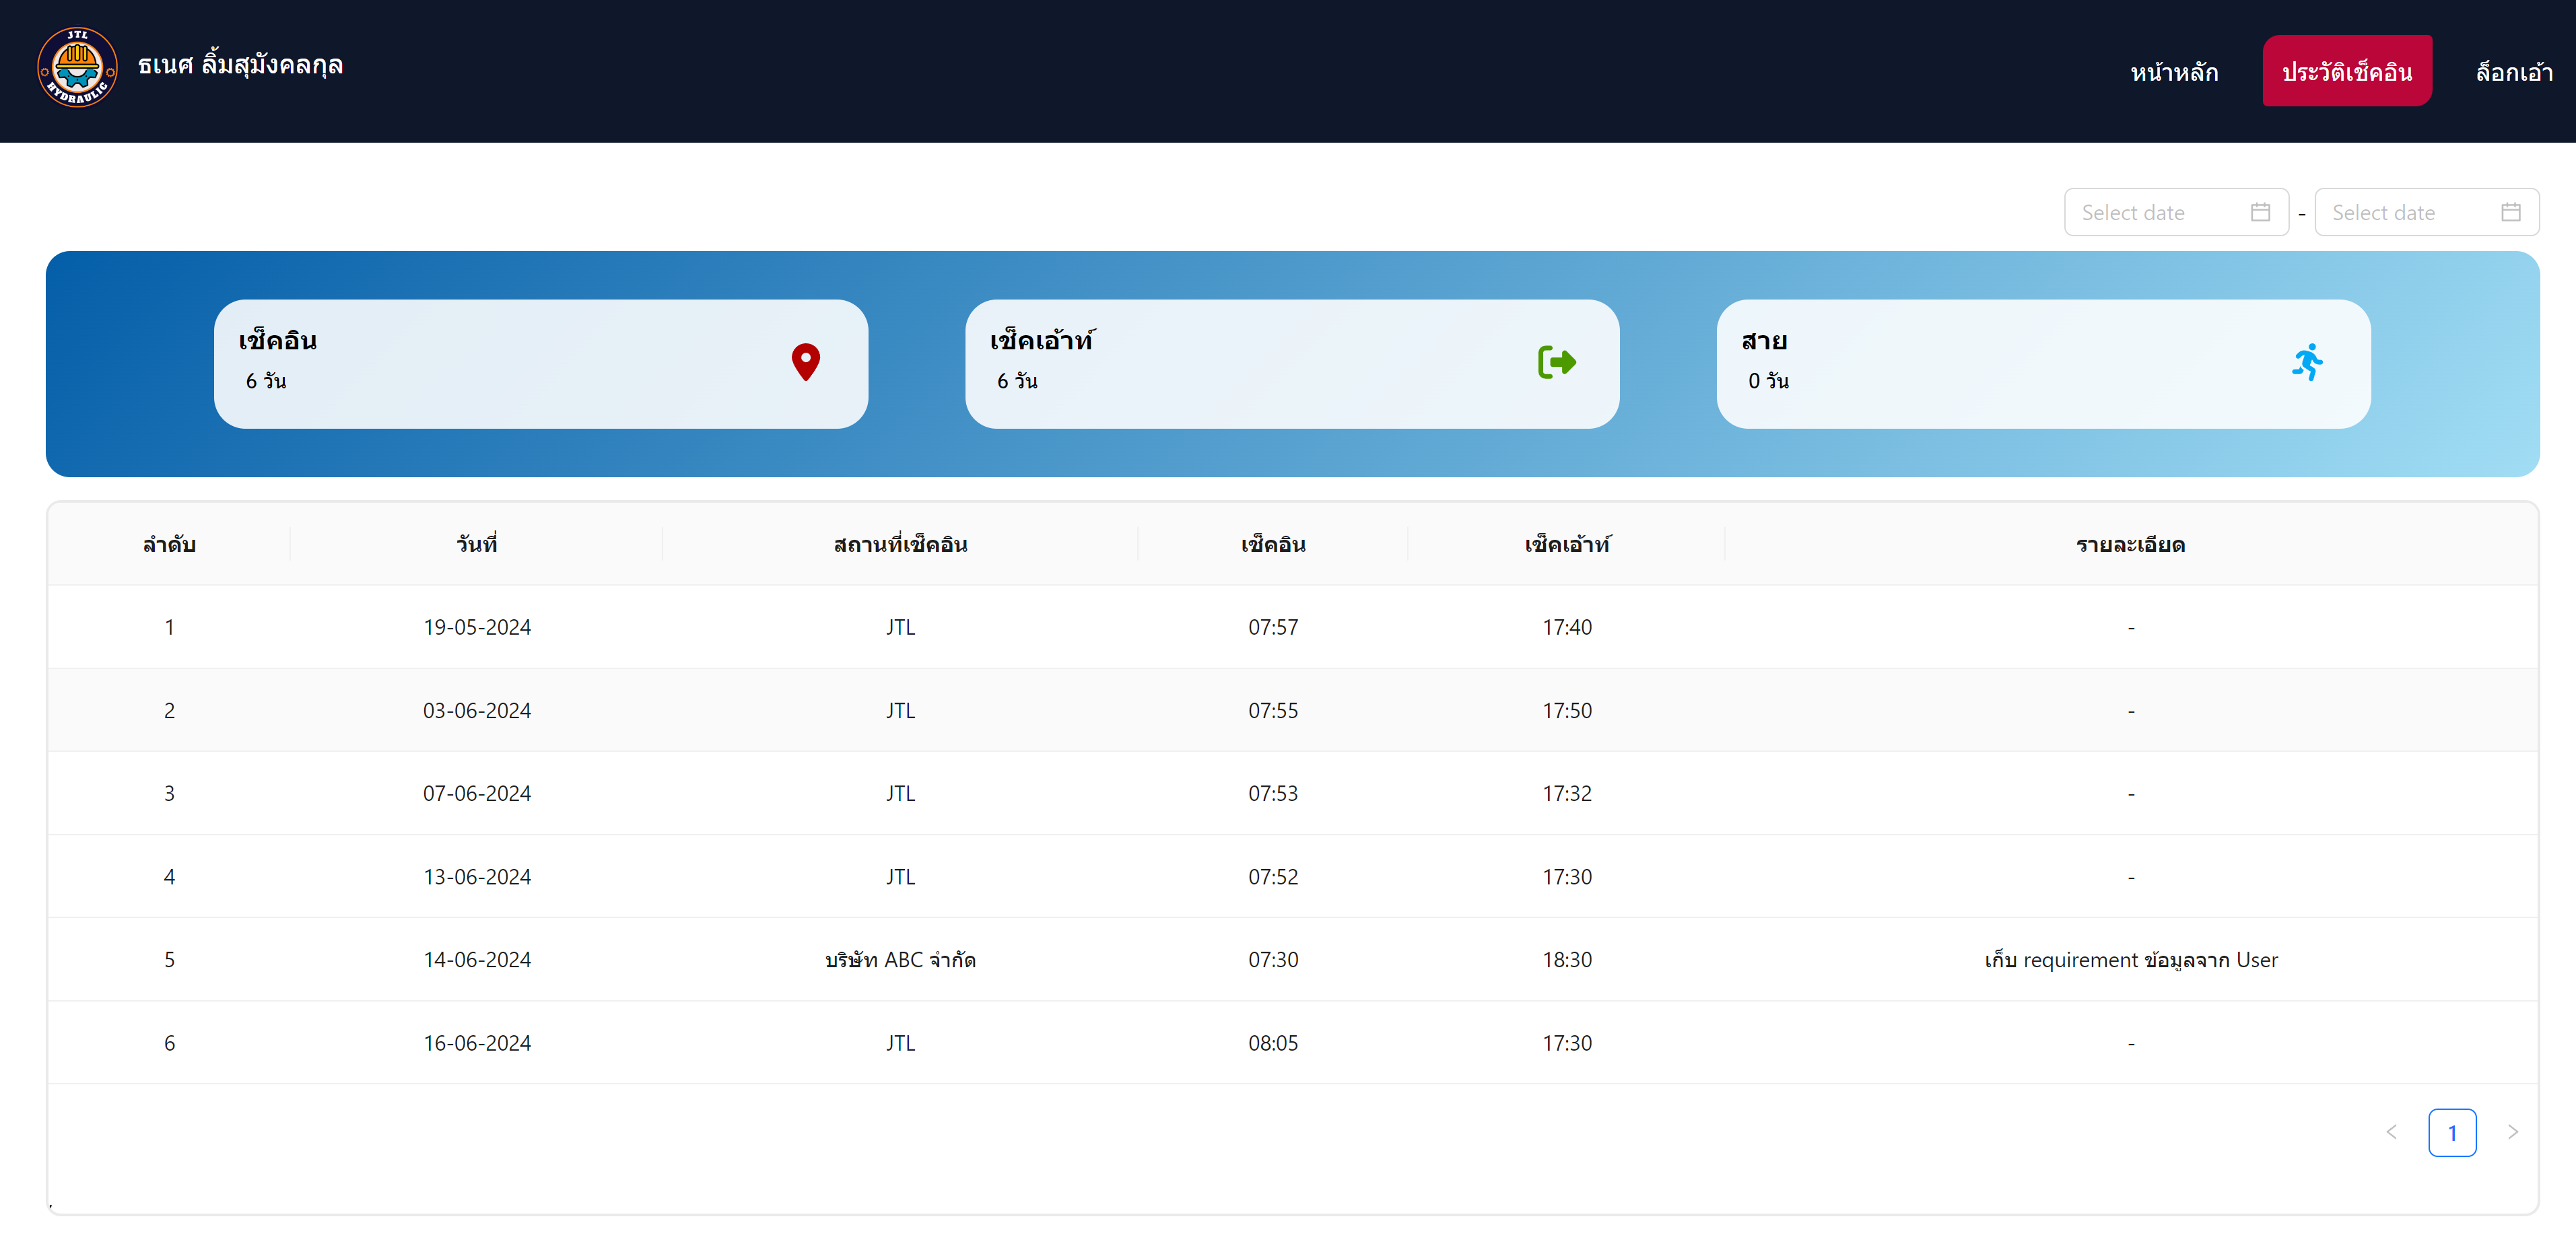 JTL
HYDRAULIC
ธเนศ ลิ้มสุมังคลกุล
หน้าหลัก
ประวัติเช็คอิน
ล็อกเอ้า
Select date - Select date
เช็คอิน
6 วัน
เช็คเอ้าท์
6 วัน
สาย
0 วัน
ลำดับ วันที่ สถานที่เช็คอิน เช็คอิน เช็คเอ้าท์ รายละเอียด
1 19-05-2024 JTL 07:57 17:40 -
2 03-06-2024 JTL 07:55 17:50 -
3 07-06-2024 JTL 07:53 17:32 -
4 13-06-2024 JTL 07:52 17:30 -
5 14-06-2024 บริษัท ABC จำกัด 07:30 18:30 เก็บ requirement ข้อมูลจาก User
6 16-06-2024 JTL 08:05 17:30 -
< 1 >